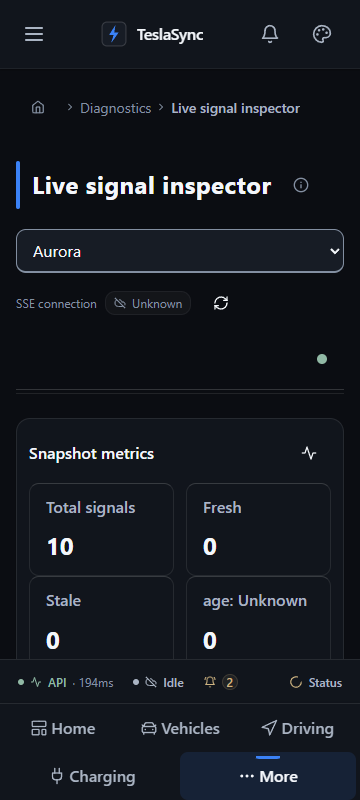 TeslaSync
Diagnostics Live signal inspector
Live signal inspector
Aurora
SSE connection Unknown
Snapshot metrics
Total signals Fresh
10 0
Stale age: Unknown
0 0
API · 194ms Idle 2 Status
Home Vehicles Driving
Charging More